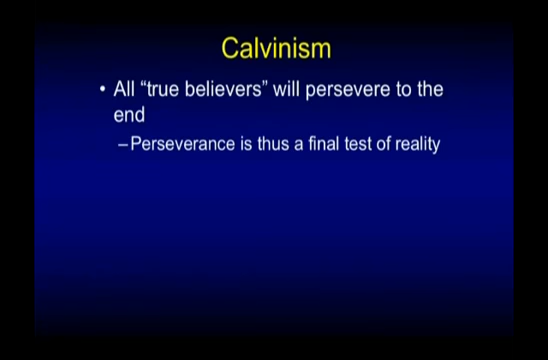 Calvinism
• All “true believers” will persevere to the
end
–Perseverance is thus a final test of reality